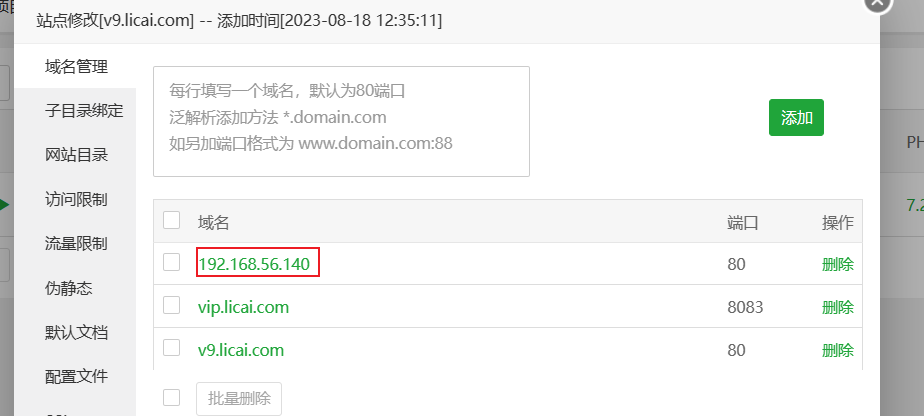 站点修改[v9.licai.com] -- 添加时间[2023-08-18 12:35:11]
域名管理
子目录绑定
网站目录
访问限制
流量限制
伪静态
默认文档
配置文件
每行填写一个域名，默认为80端口
泛解析添加方法 *.domain.com
如另加端口格式为 www.domain.com:88
添加
域名 端口 操作
192.168.56.140 80 删除
vip.licai.com 8083 删除
v9.licai.com 80 删除
批量删除
PH
7.2